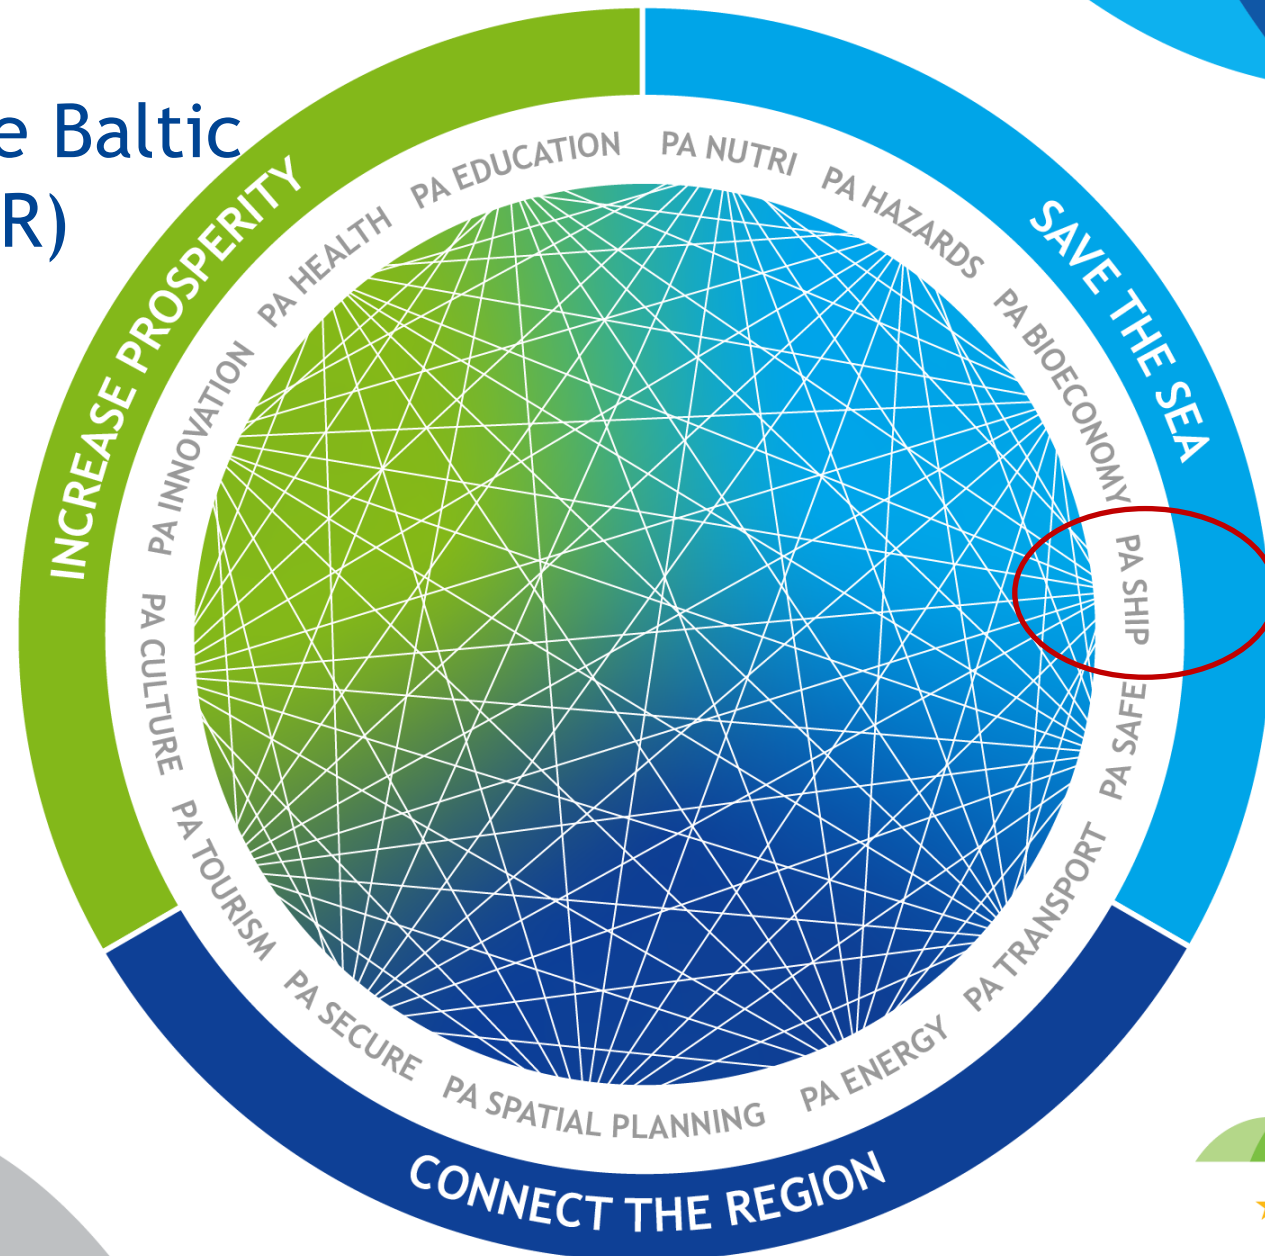 e Baltic
R)
INCREASE PROSPERITY
SAVE THE SEA
CONNECT THE REGION
PA EDUCATION
PA NUTRI
PA HAZARDS
PA BIOECONOMY
PA SHIP
PA SAFE
PA TRANSPORT
PA ENERGY
PA SPATIAL PLANNING
PA SECURE
PA TOURISM
PA CULTURE
PA INNOVATION
PA HEALTH